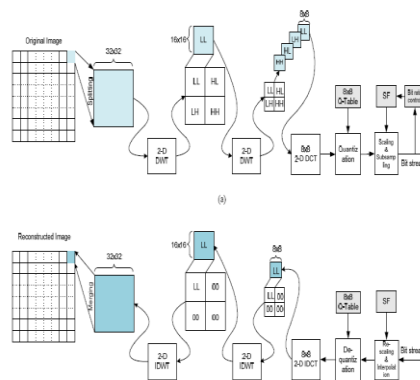 Original Image
32x32
Splitting
16x16
LL
LL HL
LH HH
2-D
DWT
2-D
DWT
8x8
LL
LH
HL
HH
LL HL
LH HH
8x8
2-D DCT
8x8
Q-Table
Quantiz
ation
SF
Scaling
&
Subsamp
ling
Bit rate
control
Bit stream
(a)
Reconstructed Image
32x32
Merging
16x16
LL
LL 00
00 00
2-D
IDWT
2-D
IDWT
8x8
LL
LL 00
00 00
8x8
2-D IDCT
8x8
Q-Table
De-
quantiz
ation
SF
Re-
scaling &
Interpolat
ion
Bit stream